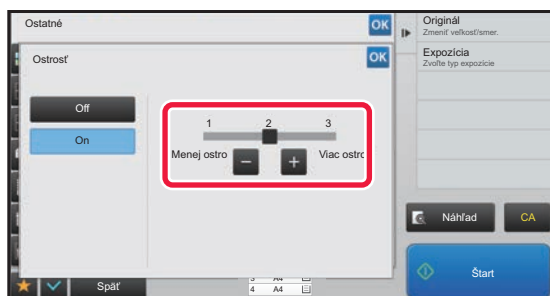 Ostatné
OK
Ostrosť
OK
Off
On
1 2 3
Menej ostro
Viac ostro
Originál
Zmeniť veľkosť/smer.
Expozícia
Zvoľte typ expozície
Náhľad
CA
Štart
Späť
3 A4
4 A4